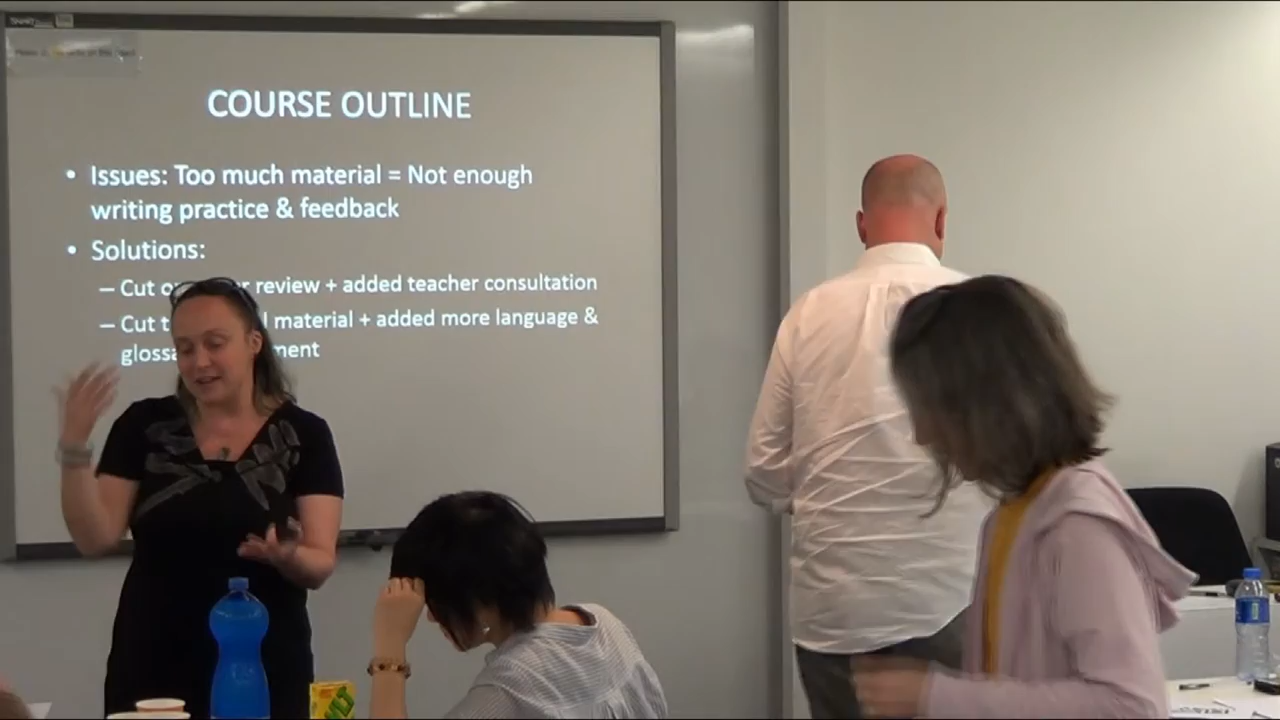 COURSE OUTLINE
• Issues: Too much material = Not enough
writing practice & feedback
• Solutions:
– Cut review + added teacher consultation
– Cut material + added more language &